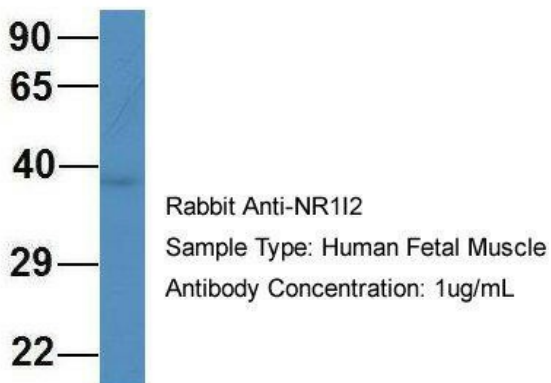 90
65
40
Rabbit Anti-NR1I2
Sample Type: Human Fetal Muscle
29
Antibody Concentration: 1ug/mL
22